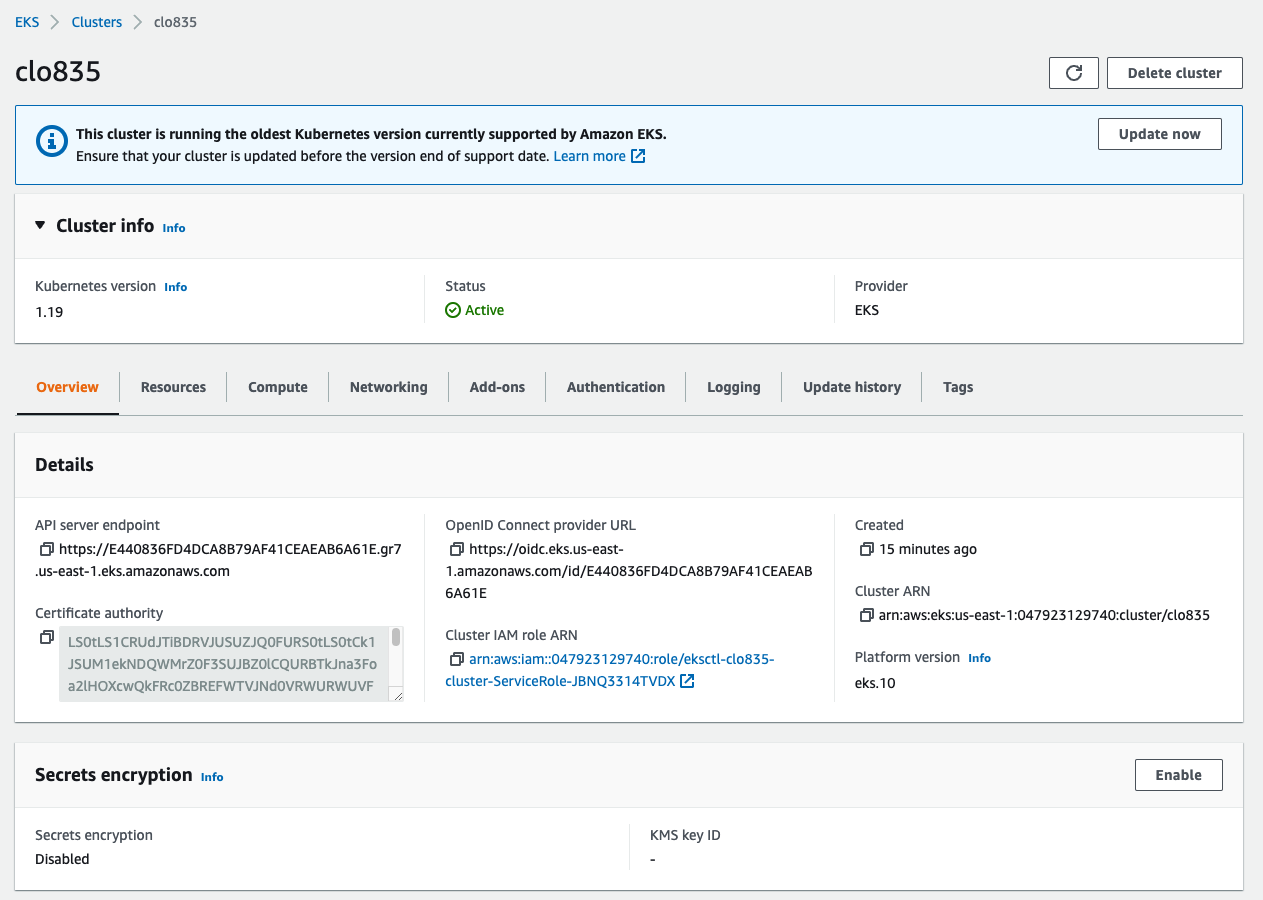 EKS > Clusters > clo835
clo835
Delete cluster
This cluster is running the oldest Kubernetes version currently supported by Amazon EKS.
Ensure that your cluster is updated before the version end of support date. Learn more
Update now
Cluster info Info
Kubernetes version Info
1.19
Status
Active
Provider
EKS
Overview
Resources
Compute
Networking
Add-ons
Authentication
Logging
Update history
Tags
Details
API server endpoint
https://E440836FD4DCA8B79AF41CEAEAB6A61E.gr7
.us-east-1.eks.amazonaws.com
Certificate authority
LS0tLS1CRUdJTiBDRVJUSUZJQ0FURS0tLS0tCk1
JSUM1ekNDQWMrZ0F3SUJBZ0lCQURBTkJna3Fo
a2lHOXcwQkFRc0ZBREFWTVJNd0VRWURWUVF
OpenID Connect provider URL
https://oidc.eks.us-east-
1.amazonaws.com/id/E440836FD4DCA8B79AF41CEAEAB
6A61E
Cluster IAM role ARN
arn:aws:iam::047923129740:role/eksctl-clo835-
cluster-ServiceRole-JBNQ3314TVDX
Created
15 minutes ago
Cluster ARN
arn:aws:eks:us-east-1:047923129740:cluster/clo835
Platform version Info
eks.10
Secrets encryption Info
Enable
Secrets encryption
Disabled
KMS key ID
-